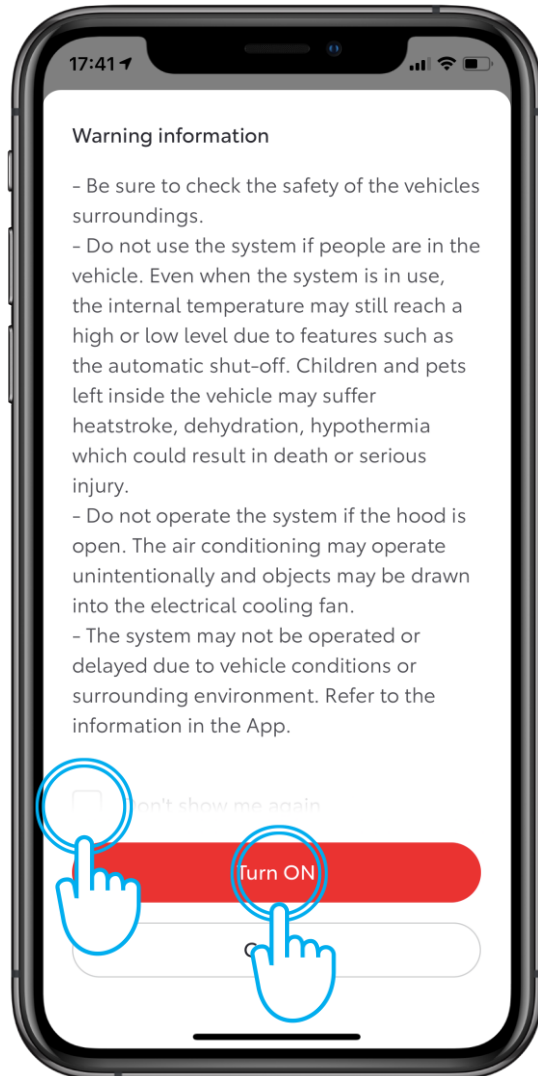 17:41
Warning information
- Be sure to check the safety of the vehicles
surroundings.
- Do not use the system if people are in the
vehicle. Even when the system is in use,
the internal temperature may still reach a
high or low level due to features such as
the automatic shut-off. Children and pets
left inside the vehicle may suffer
heatstroke, dehydration, hypothermia
which could result in death or serious
injury.
- Do not operate the system if the hood is
open. The air conditioning may operate
unintentionally and objects may be drawn
into the electrical cooling fan.
- The system may not be operated or
delayed due to vehicle conditions or
surrounding environment. Refer to the
information in the App.
Don't show me again
Turn ON